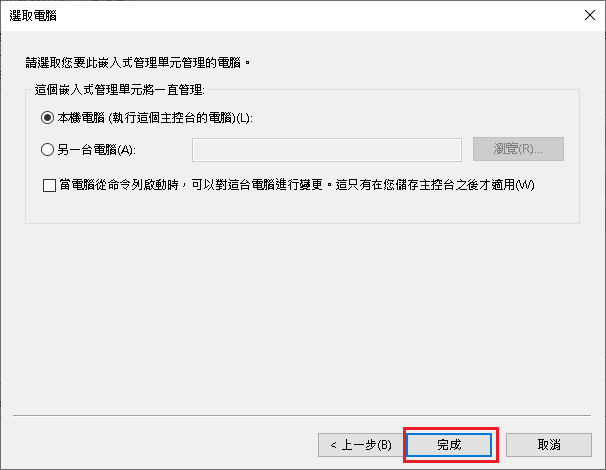 選取電腦
請選取您要此嵌入式管理單元管理的電腦。
這個嵌入式管理單元將一直管理:
本機電腦 (執行這個主控台的電腦)(L):
另一台電腦(A):
瀏覽(R)...
當電腦從命令列啟動時，可以對這台電腦進行變更。這只有在您儲存主控台之後才適用(W)
< 上一步(B)
完成
取消